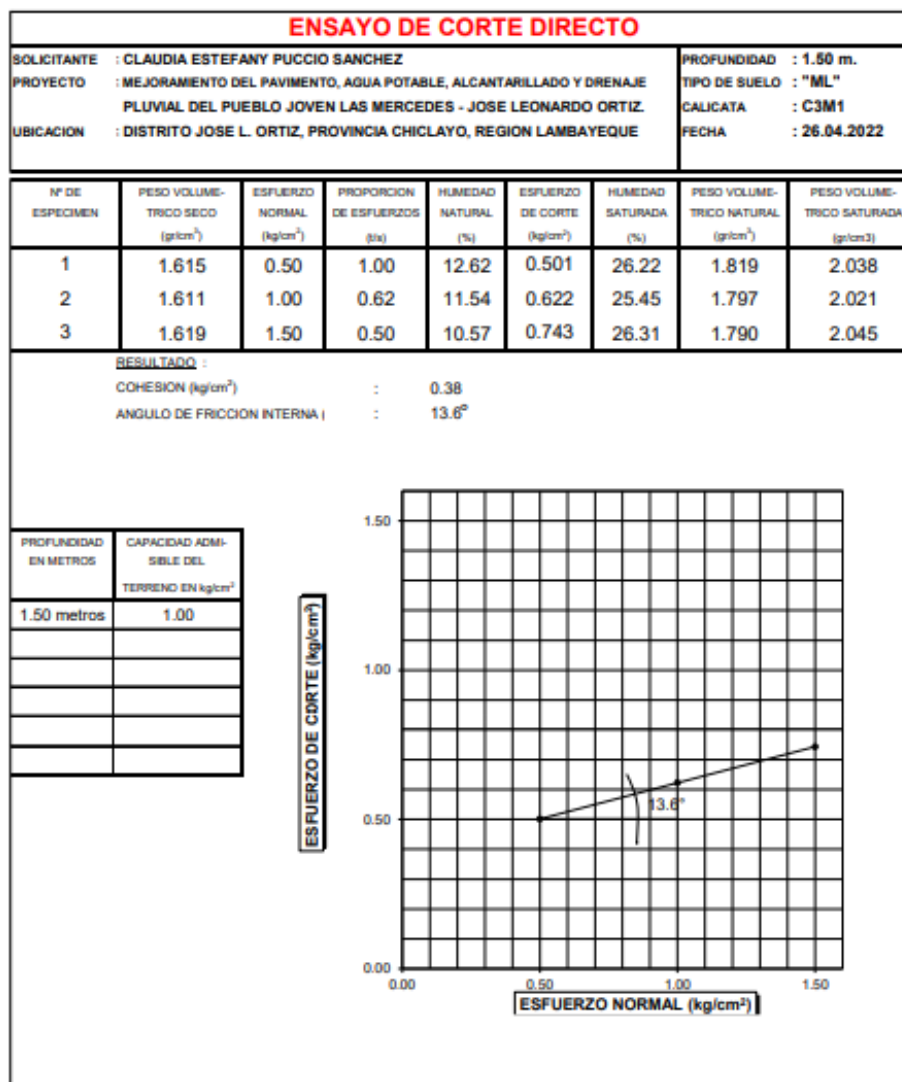 ENSAYO DE CORTE DIRECTO
SOLICITANTE : CLAUDIA ESTEFANY PUCCIO SANCHEZ
PROYECTO : MEJORAMIENTO DEL PAVIMENTO, AGUA POTABLE, ALCANTARILLADO Y DRENAJE
PLUVIAL DEL PUEBLO JOVEN LAS MERCEDES - JOSE LEONARDO ORTIZ.
UBICACION : DISTRITO JOSE L. ORTIZ, PROVINCIA CHICLAYO, REGION LAMBAYEQUE
PROFUNDIDAD : 1.50 m.
TIPO DE SUELO : "ML"
CALICATA : C3M1
FECHA : 26.04.2022
Nº DE ESPECIMEN | PESO VOLUME-TRICO SECO (gr/cm³) | ESFUERZO NORMAL (kg/cm²) | PROPORCION DE ESFUERZOS (t/s) | HUMEDAD NATURAL (%) | ESFUERZO DE CORTE (kg/cm²) | HUMEDAD SATURADA (%) | PESO VOLUME-TRICO NATURAL (gr/cm³) | PESO VOLUME-TRICO SATURADA (gr/cm3)
1 1.615 0.50 1.00 12.62 0.501 26.22 1.819 2.038
2 1.611 1.00 0.62 11.54 0.622 25.45 1.797 2.021
3 1.619 1.50 0.50 10.57 0.743 26.31 1.790 2.045
RESULTADO :
COHESION (kg/cm²) : 0.38
ANGULO DE FRICCION INTERNA ( : 13.6°
PROFUNDIDAD EN METROS | CAPACIDAD ADMI-SIBLE DEL TERRENO EN kg/cm²
1.50 metros 1.00
ESFUERZO DE CORTE (kg/cm²)
1.50
1.00
0.50
0.00
13.6°
0.00 0.50 1.00 1.50
ESFUERZO NORMAL (kg/cm²)